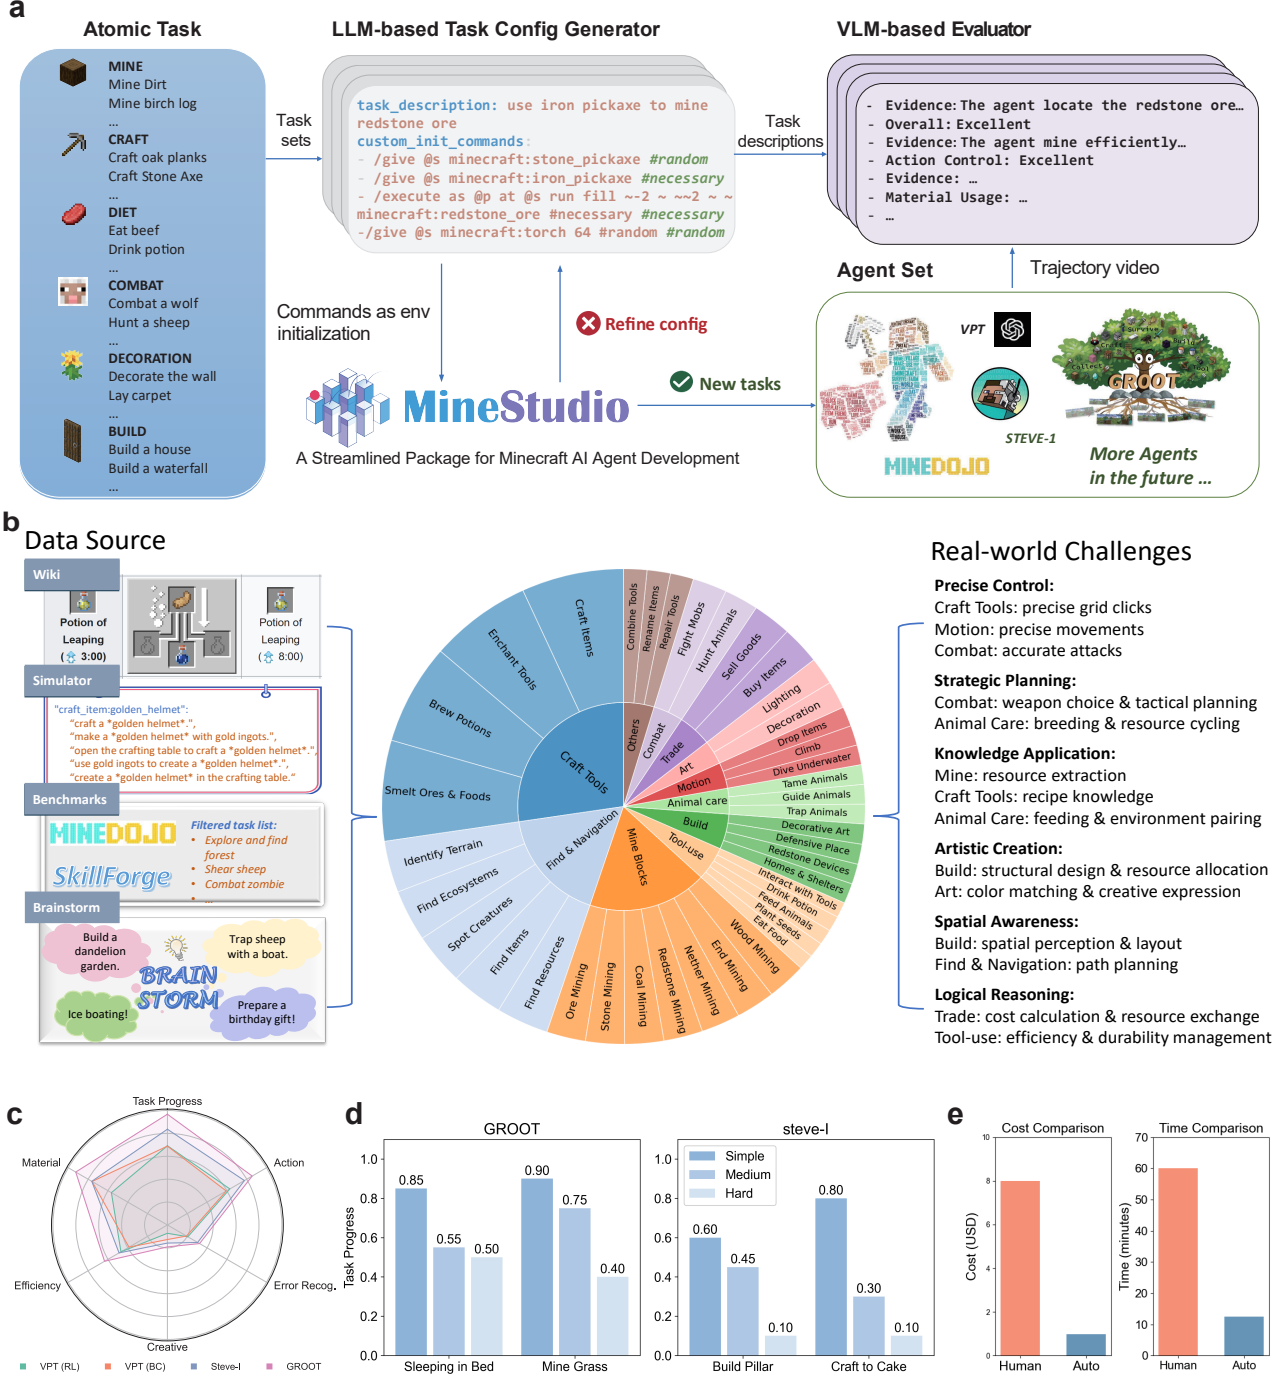 a
Atomic Task
LLM-based Task Config Generator
VLM-based Evaluator
MINE
Mine Dirt
Mine birch log
...
CRAFT
Craft oak planks
Craft Stone Axe
...
DIET
Eat beef
Drink potion
...
COMBAT
Combat a wolf
Hunt a sheep
...
DECORATION
Decorate the wall
Lay carpet
...
BUILD
Build a house
Build a waterfall
...
Task
sets
task_description: use iron pickaxe to mine
redstone ore
custom_init_commands:
- /give @s minecraft:stone_pickaxe #random
- /give @s minecraft:iron_pickaxe #necessary
- /execute as @p at @s run fill ~-2 ~ ~~2 ~ ~
minecraft:redstone_ore #necessary #necessary
-/give @s minecraft:torch 64 #random #random
Task
descriptions
- Evidence: The agent locate the redstone ore…
- Overall: Excellent
- Evidence: The agent mine efficiently…
- Action Control: Excellent
- Evidence: …
- Material Usage: …
- …
Commands as env
initialization
Refine config
New tasks
MineStudio
A Streamlined Package for Minecraft AI Agent Development
Agent Set
Trajectory video
VPT
STEVE-1
GROOT
MINEDOJO
More Agents
in the future ...
b
Data Source
Wiki
Potion of
Leaping
(3:00)
Potion of
Leaping
(8:00)
Simulator
"craft_item:golden_helmet":
"craft a *golden helmet*.",
"make a *golden helmet* with gold ingots.",
"open the crafting table to craft a *golden helmet*.",
"use gold ingots to create a *golden helmet*.",
"create a *golden helmet* in the crafting table."
Benchmarks
MINEDOJO
SkillForge
Filtered task list:
• Explore and find
forest
• Shear sheep
• Combat zombie
• ...
Brainstorm
Build a
dandelion
garden.
Trap sheep
with a boat.
BRAIN
STORM
Ice boating!
Prepare a
birthday gift!
Craft Tools
Craft Items
Enchant Tools
Brew Potions
Smelt Ores & Foods
Find & Navigation
Identify Terrain
Find Ecosystems
Spot Creatures
Find Items
Find Resources
Mine Blocks
Ore Mining
Stone Mining
Coal Mining
Redstone Mining
Nether Mining
End Mining
Wood Mining
Tool-use
Eat Food
Plant Seeds
Feed Animals
Drink Potion
Interact with Tools
Build
Homes & Shelters
Redstone Devices
Defensive Place
Decorative Art
Animal care
Trap Animals
Guide Animals
Tame Animals
Motion
Dive Underwater
Climb
Drop Items
Art
Decoration
Lighting
Trade
Buy Items
Sell Goods
Combat
Hunt Animals
Fight Mobs
Others
Repair Tools
Rename Items
Combine Tools
Real-world Challenges
Precise Control:
Craft Tools: precise grid clicks
Motion: precise movements
Combat: accurate attacks
Strategic Planning:
Combat: weapon choice & tactical planning
Animal Care: breeding & resource cycling
Knowledge Application:
Mine: resource extraction
Craft Tools: recipe knowledge
Animal Care: feeding & environment pairing
Artistic Creation:
Build: structural design & resource allocation
Art: color matching & creative expression
Spatial Awareness:
Build: spatial perception & layout
Find & Navigation: path planning
Logical Reasoning:
Trade: cost calculation & resource exchange
Tool-use: efficiency & durability management
c
Task Progress
Material
Action
Efficiency
Error Recog.
Creative
VPT (RL)
VPT (BC)
Steve-I
GROOT
d
GROOT
Task Progress
1.0
0.8
0.6
0.4
0.2
0.0
0.85
0.55
0.50
0.90
0.75
0.40
Sleeping in Bed
Mine Grass
steve-I
1.0
0.8
0.6
0.4
0.2
0.0
Simple
Medium
Hard
0.60
0.45
0.10
0.80
0.30
0.10
Build Pillar
Craft to Cake
e
Cost Comparison
Cost (USD)
10
8
6
4
2
0
Human
Auto
Time Comparison
Time (minutes)
70
60
50
40
30
20
10
0
Human
Auto